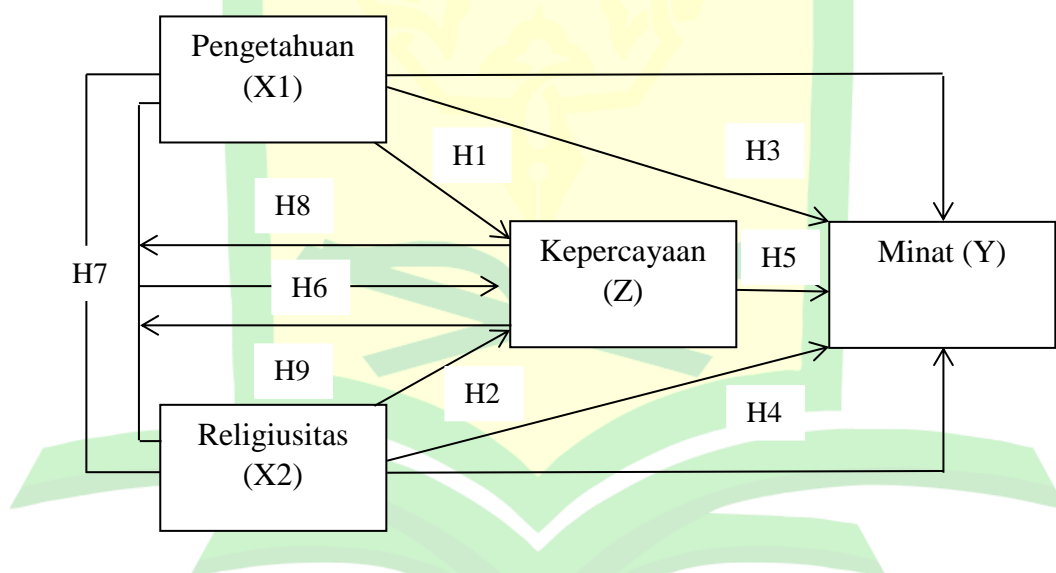 Pengetahuan
(X1)
H1
H3
H8
Kepercayaan
(Z)
H5
Minat (Y)
H7
H6
H9
H2
H4
Religiusitas
(X2)